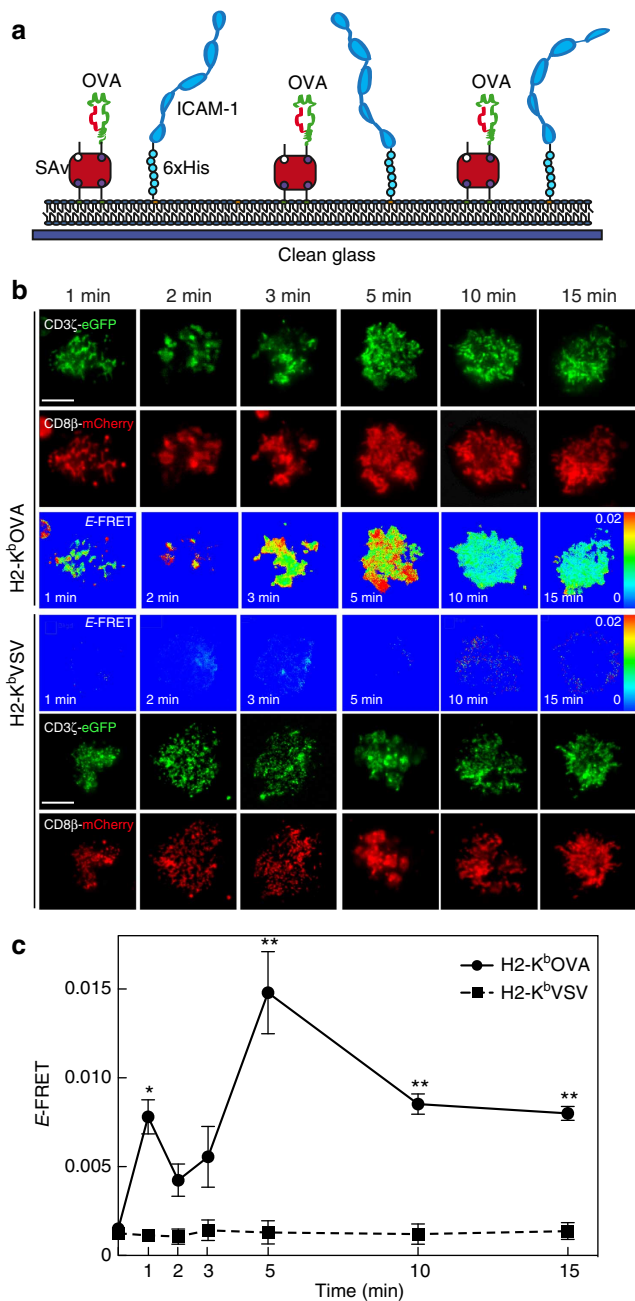 a
OVA
ICAM-1
SAv
6xHis
OVA
OVA
Clean glass
b
1 min 2 min 3 min 5 min 10 min 15 min
CD3ζ-eGFP
CD8β-mCherry
H2-KᵇOVA
E-FRET
0.02
1 min 2 min 3 min 5 min 10 min 15 min 0
H2-KᵇVSV
E-FRET
0.02
1 min 2 min 3 min 5 min 10 min 15 min 0
CD3ζ-eGFP
CD8β-mCherry
c
** H2-KᵇOVA
H2-KᵇVSV
0.015
E-FRET
0.010
* ** **
0.005
0
1 2 3 5 10 15
Time (min)